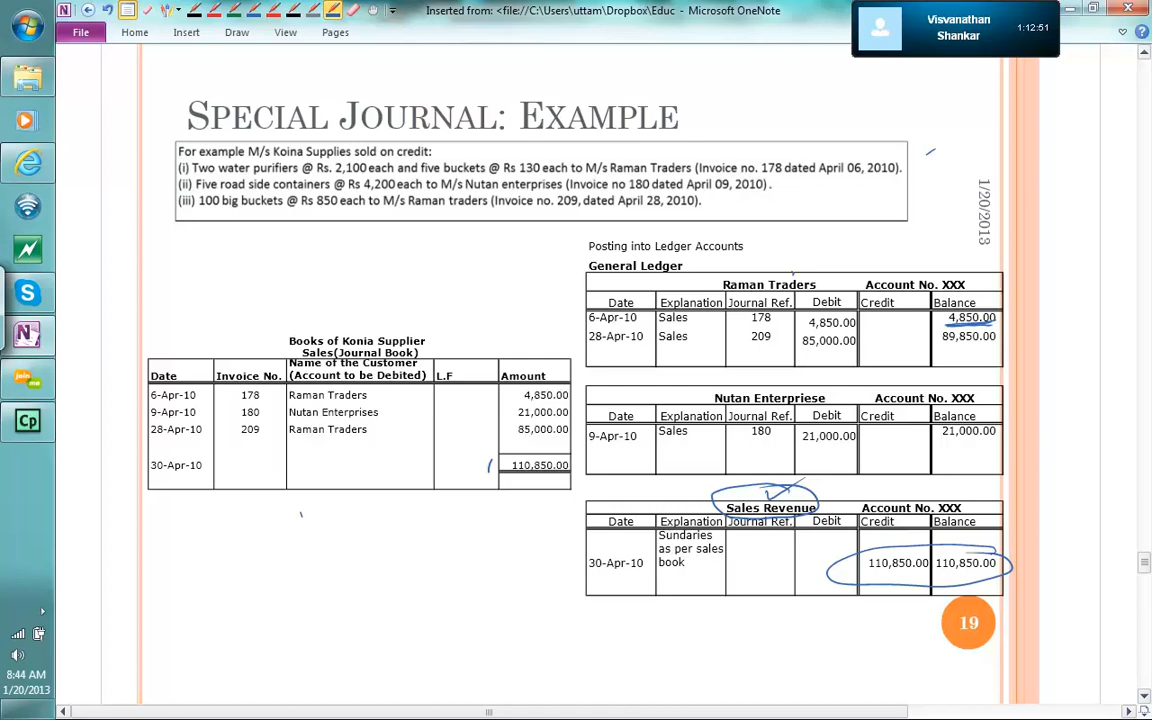 Inserted from: <file://C:\Users\uttam\Dropbox\Educ - Microsoft OneNote
Visvanathan
Shankar
1:12:51
File Home Insert Draw View Pages
SPECIAL JOURNAL: EXAMPLE
For example M/s Koina Supplies sold on credit:
(i) Two water purifiers @ Rs. 2,100 each and five buckets @ Rs 130 each to M/s Raman Traders (Invoice no. 178 dated April 06, 2010).
(ii) Five road side containers @ Rs 4,200 each to M/s Nutan enterprises (Invoice no 180 dated April 09, 2010).
(iii) 100 big buckets @ Rs 850 each to M/s Raman traders (Invoice no. 209, dated April 28, 2010).
1/20/2013
Books of Konia Supplier
Sales(Journal Book)
Date Invoice No. Name of the Customer (Account to be Debited) L.F Amount
6-Apr-10 178 Raman Traders 4,850.00
9-Apr-10 180 Nutan Enterprises 21,000.00
28-Apr-10 209 Raman Traders 85,000.00
30-Apr-10 110,850.00
Posting into Ledger Accounts
General Ledger
Raman Traders Account No. XXX
Date Explanation Journal Ref. Debit Credit Balance
6-Apr-10 Sales 178 4,850.00 4,850.00
28-Apr-10 Sales 209 85,000.00 89,850.00
Nutan Enterpriese Account No. XXX
Date Explanation Journal Ref. Debit Credit Balance
9-Apr-10 Sales 180 21,000.00 21,000.00
Sales Revenue Account No. XXX
Date Explanation Journal Ref. Debit Credit Balance
30-Apr-10 Sundaries as per sales book 110,850.00 110,850.00
19
join
me
Cp
8:44 AM
1/20/2013